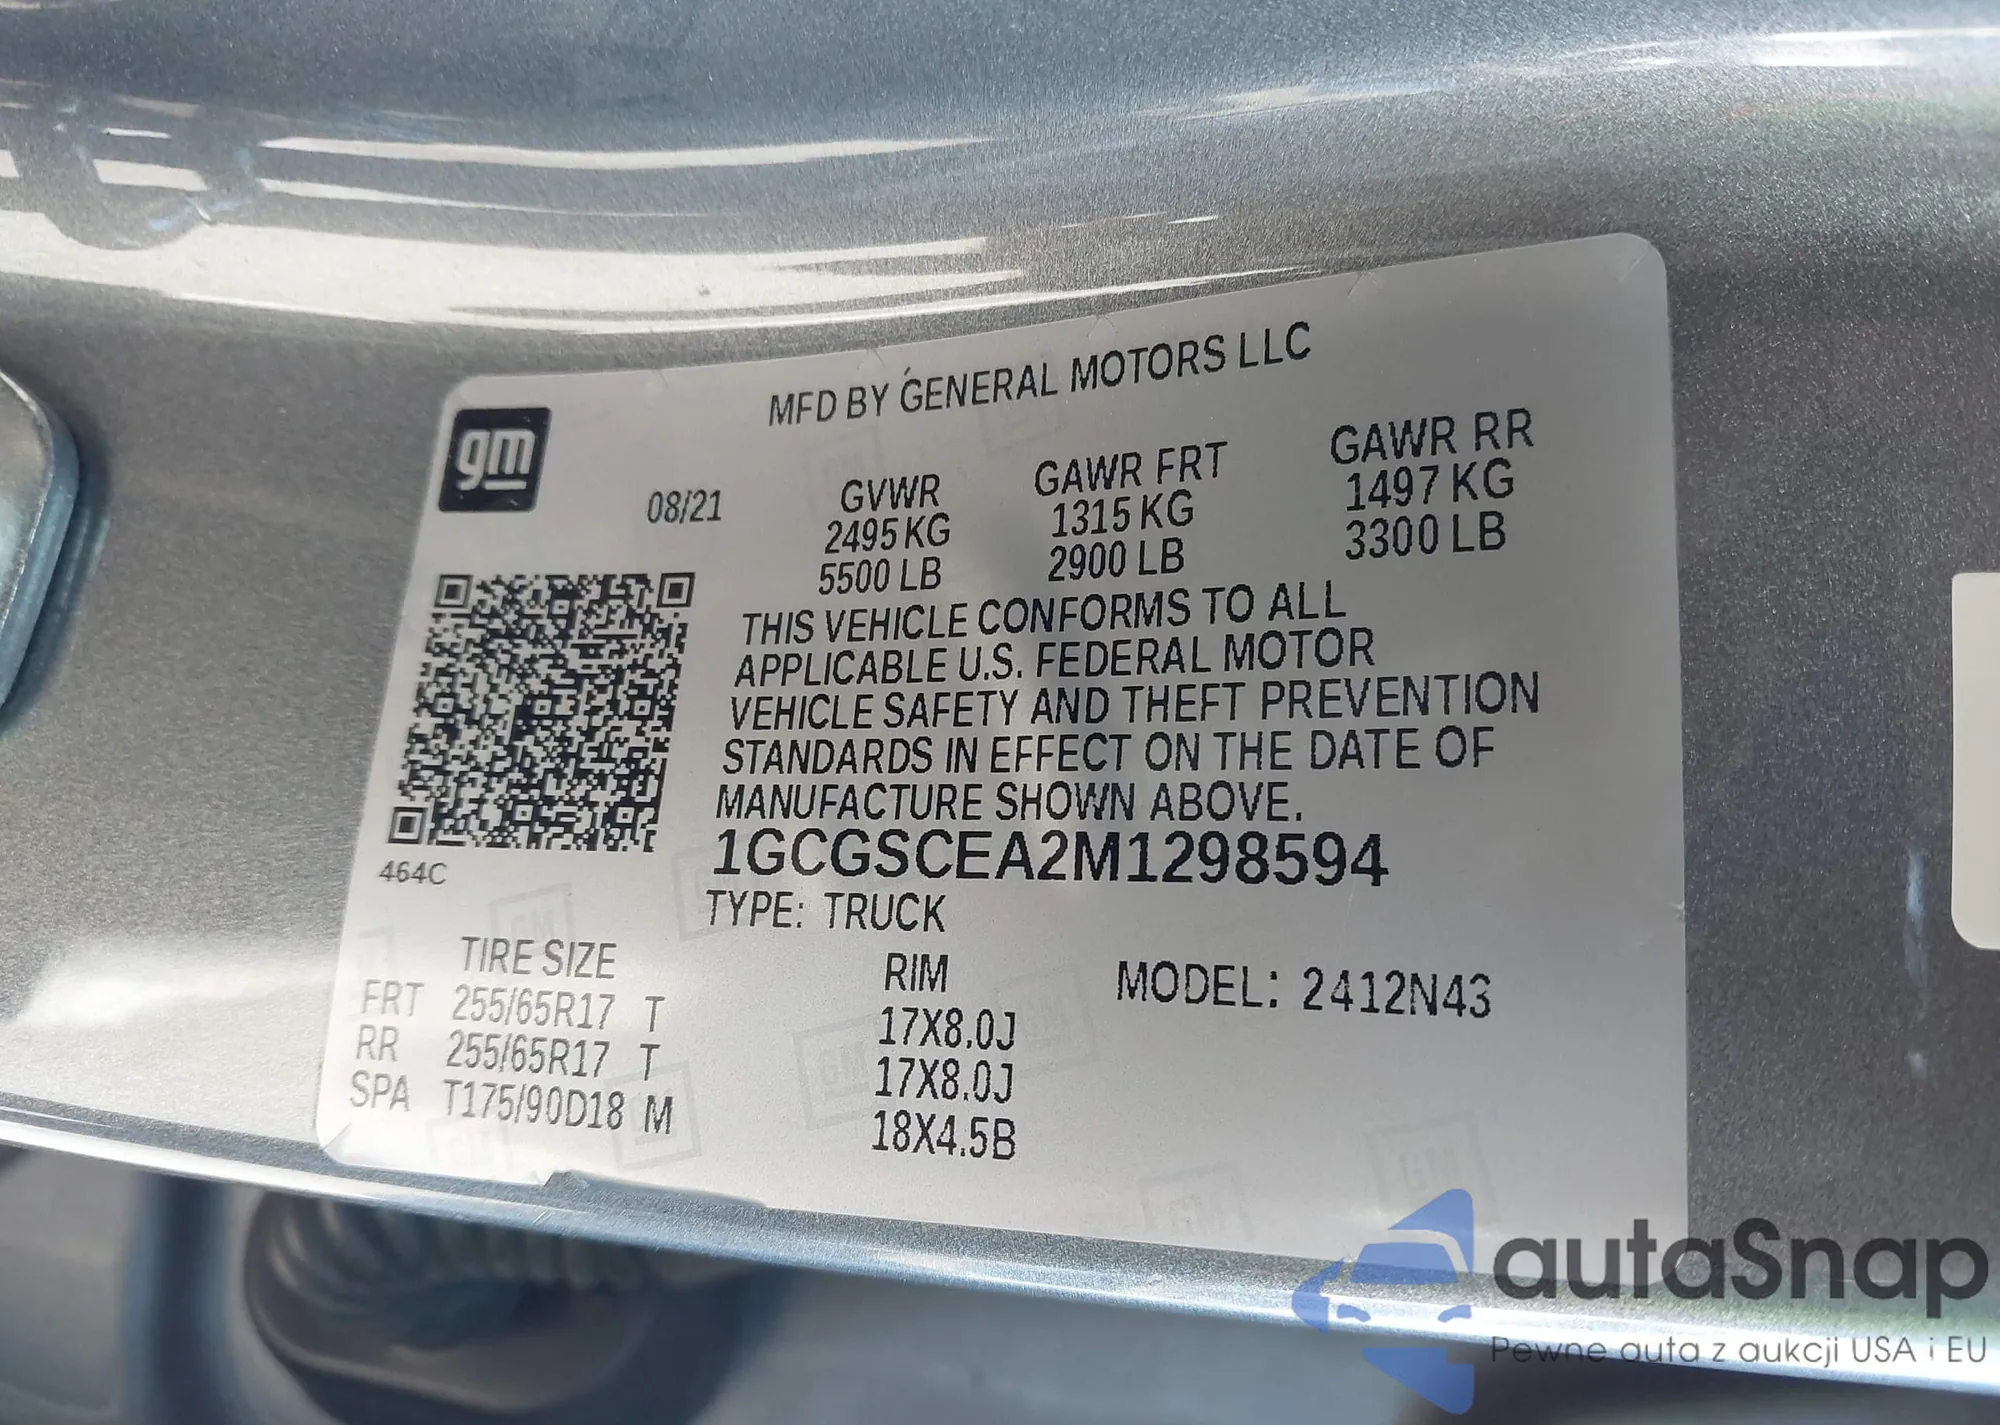 MFD BY GENERAL MOTORS LLC
gm
08/21
GVWR GAWR FRT GAWR RR
2495 KG 1315 KG 1497 KG
5500 LB 2900 LB 3300 LB
THIS VEHICLE CONFORMS TO ALL
APPLICABLE U.S. FEDERAL MOTOR
VEHICLE SAFETY AND THEFT PREVENTION
STANDARDS IN EFFECT ON THE DATE OF
MANUFACTURE SHOWN ABOVE.
1GCGSCEA2M1298594
464C
TYPE: TRUCK
TIRE SIZE RIM MODEL: 2412N43
FRT 255/65R17 T 17X8.0J
RR 255/65R17 T 17X8.0J
SPA T175/90D18 M 18X4.5B
autaSnap
Pewne auta z aukcji USA i EU